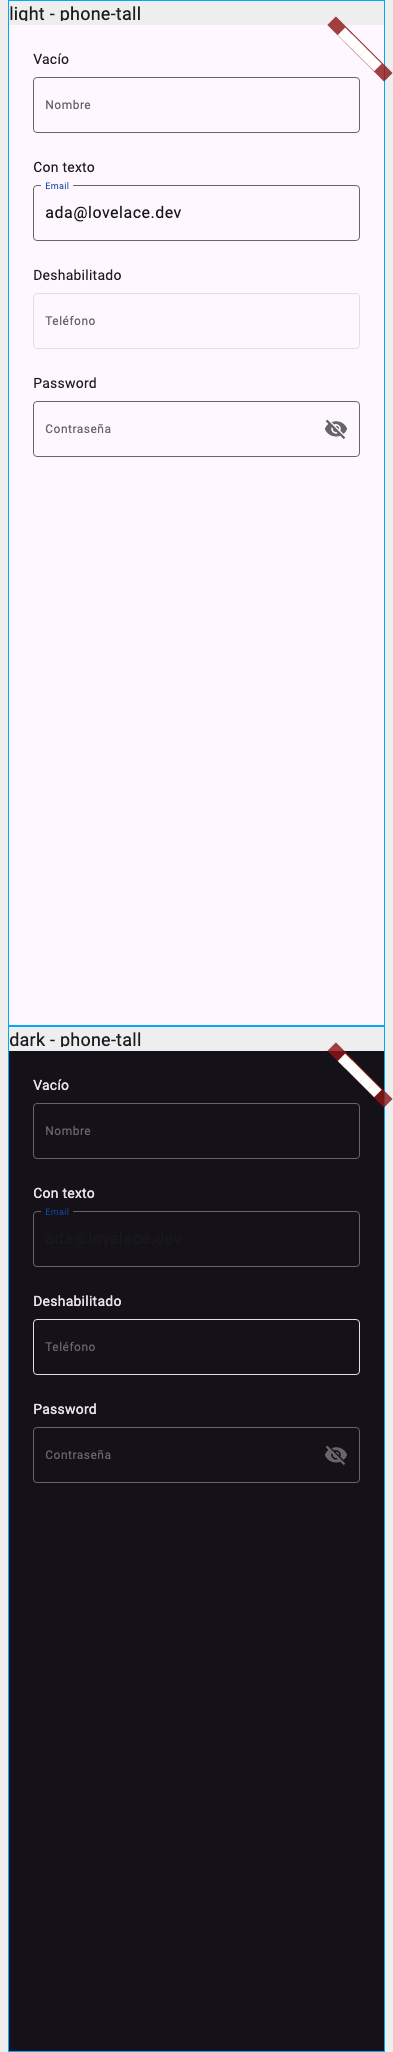 light - phone-tall
Vacío
Nombre
Con texto
Email
ada@lovelace.dev
Deshabilitado
Teléfono
Password
Contraseña
dark - phone-tall
Vacío
Nombre
Con texto
Email
ada@lovelace.dev
Deshabilitado
Teléfono
Password
Contraseña